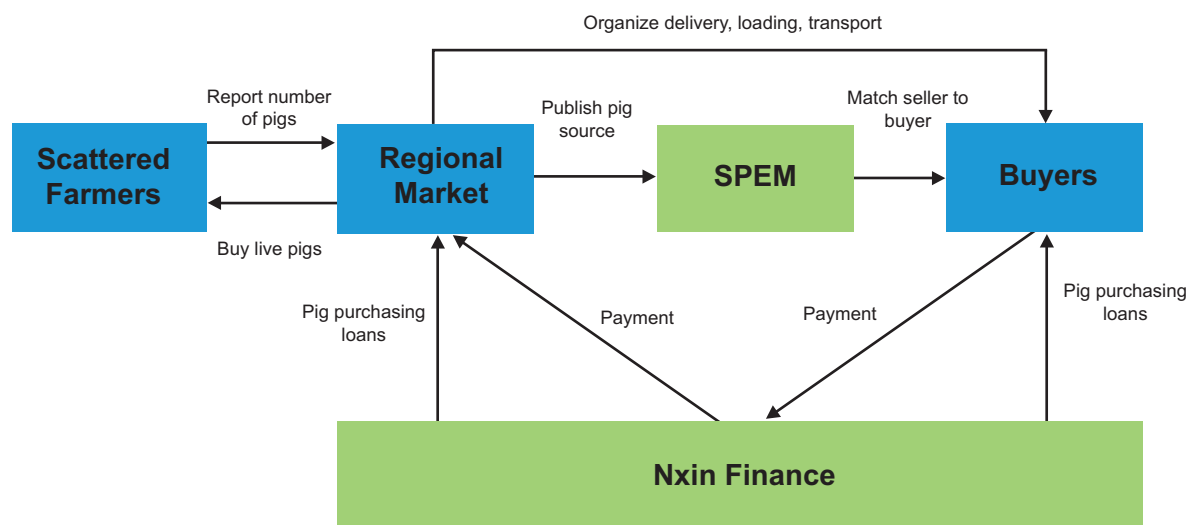 Organize delivery, loading, transport
Report number
of pigs
Publish pig
source
Match seller to
buyer
Scattered
Farmers
Regional
Market
SPEM
Buyers
Buy live pigs
Pig purchasing
loans
Payment
Payment
Pig purchasing
loans
Nxin Finance